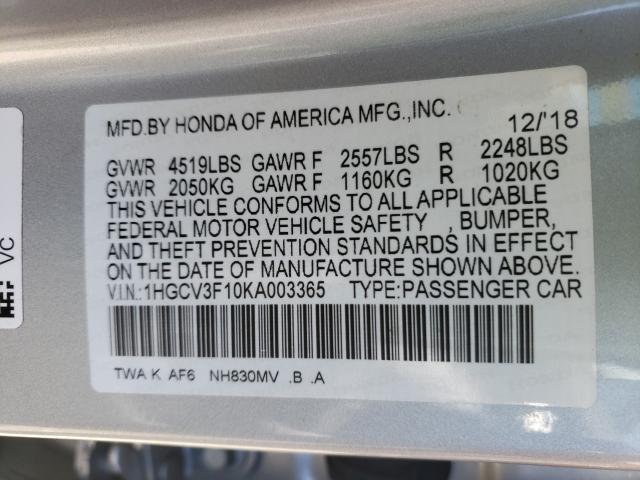 MFD.BY HONDA OF AMERICA MFG.,INC.
12/'18
GVWR 4519LBS GAWR F 2557LBS R 2248LBS
GVWR 2050KG GAWR F 1160KG R 1020KG
THIS VEHICLE CONFORMS TO ALL APPLICABLE
FEDERAL MOTOR VEHICLE SAFETY , BUMPER,
AND THEFT PREVENTION STANDARDS IN EFFECT
ON THE DATE OF MANUFACTURE SHOWN ABOVE.
V.I.N.:1HGCV3F10KA003365 TYPE:PASSENGER CAR
TWA K AF6 NH830MV .B .A
VC